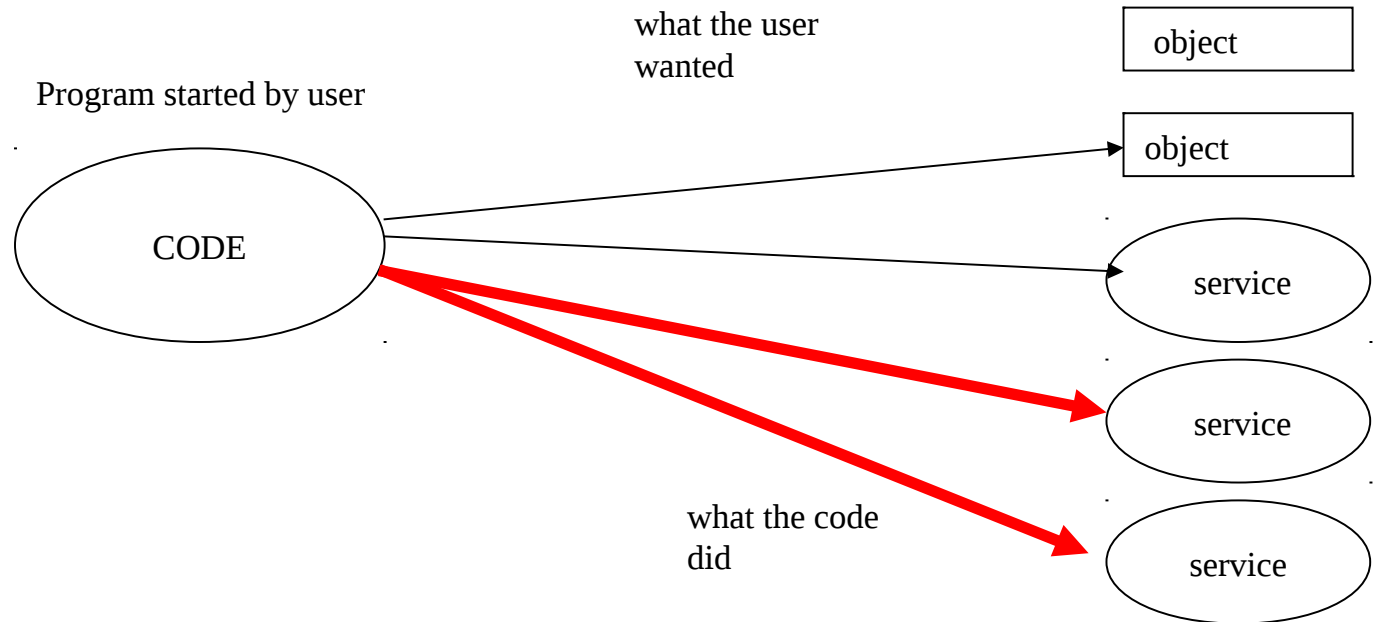 what the user
wanted
object
Program started by user
object
CODE
service
service
what the code
did
service